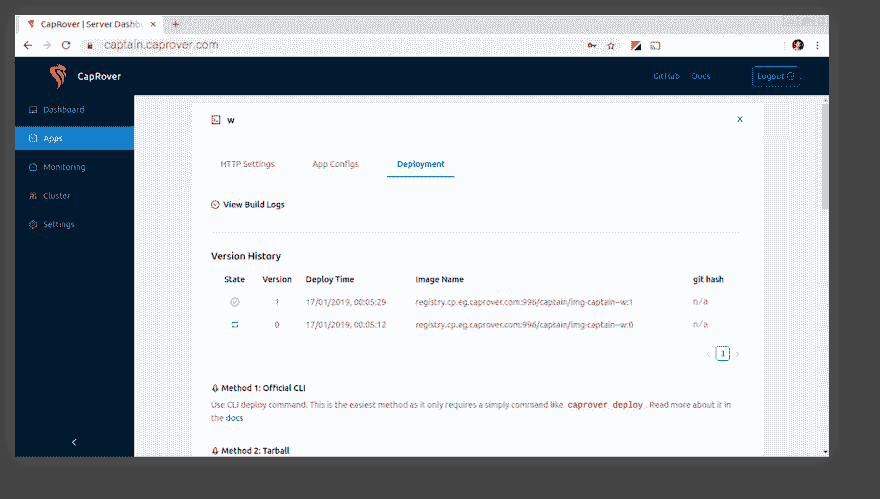 CapRover | Server Dashbo
captain.caprover.com
CapRover
GitHub Docs Logout
Dashboard
Apps
Monitoring
Cluster
Settings
w
HTTP Settings App Configs Deployment
View Build Logs
Version History
State Version Deploy Time Image Name git hash
1 17/01/2019, 00:05:29 registry.cp.eg.caprover.com:996/captain/img-captain--w:1 n/a
0 17/01/2019, 00:05:12 registry.cp.eg.caprover.com:996/captain/img-captain--w:0 n/a
1
Method 1: Official CLI
Use CLI deploy command. This is the easiest method as it only requires a simply command like caprover deploy. Read more about it in
the docs
Method 2: Tarball